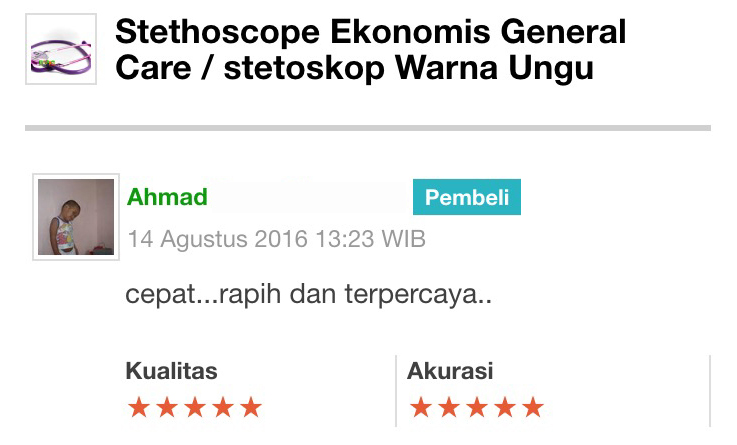 Stethoscope Ekonomis General
Care / stetoskop Warna Ungu
Ahmad
Pembeli
14 Agustus 2016 13:23 WIB
cepat...rapih dan terpercaya..
Kualitas
Akurasi